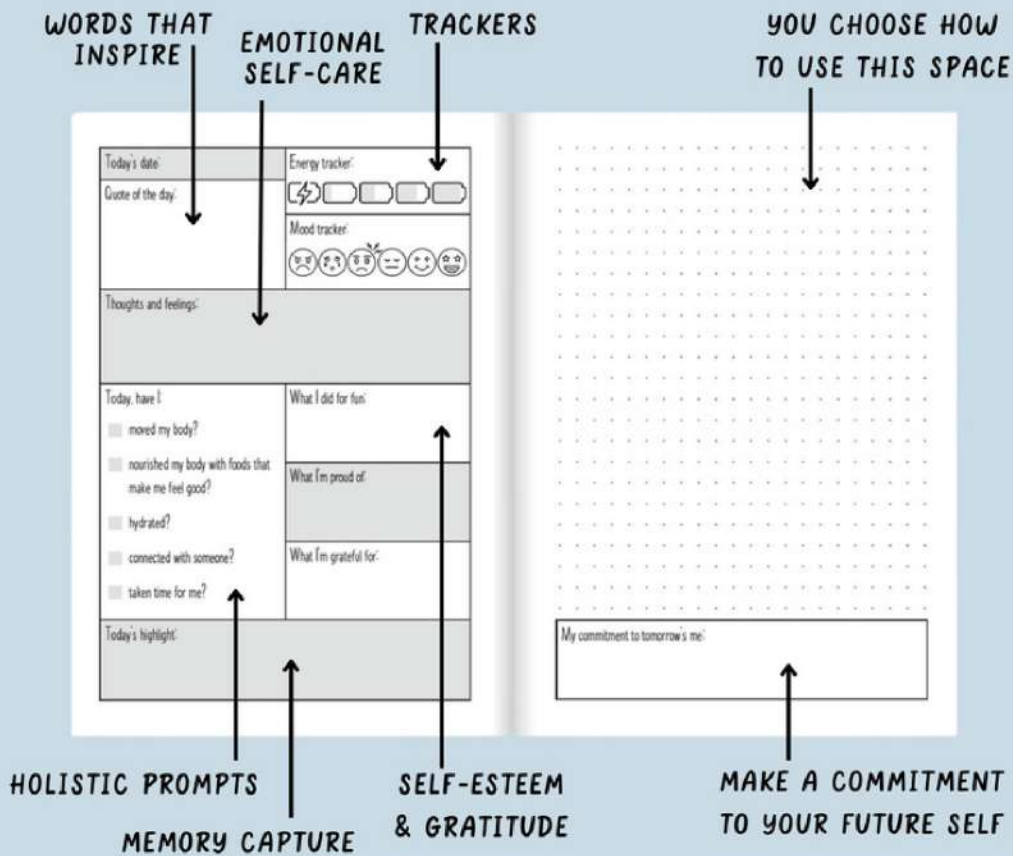 WORDS THAT
INSPIRE
EMOTIONAL
SELF-CARE
TRACKERS
YOU CHOOSE HOW
TO USE THIS SPACE
Today's date:
Quote of the day:
Energy tracker:
Mood tracker:
Thoughts and feelings:
Today, have I:
moved my body?
nourished my body with foods that
make me feel good?
hydrated?
connected with someone?
taken time for me?
What I did for fun:
What I'm proud of:
What I'm grateful for:
Today's highlight:
My commitment to tomorrow's me:
HOLISTIC PROMPTS
MEMORY CAPTURE
SELF-ESTEEM
& GRATITUDE
MAKE A COMMITMENT
TO YOUR FUTURE SELF